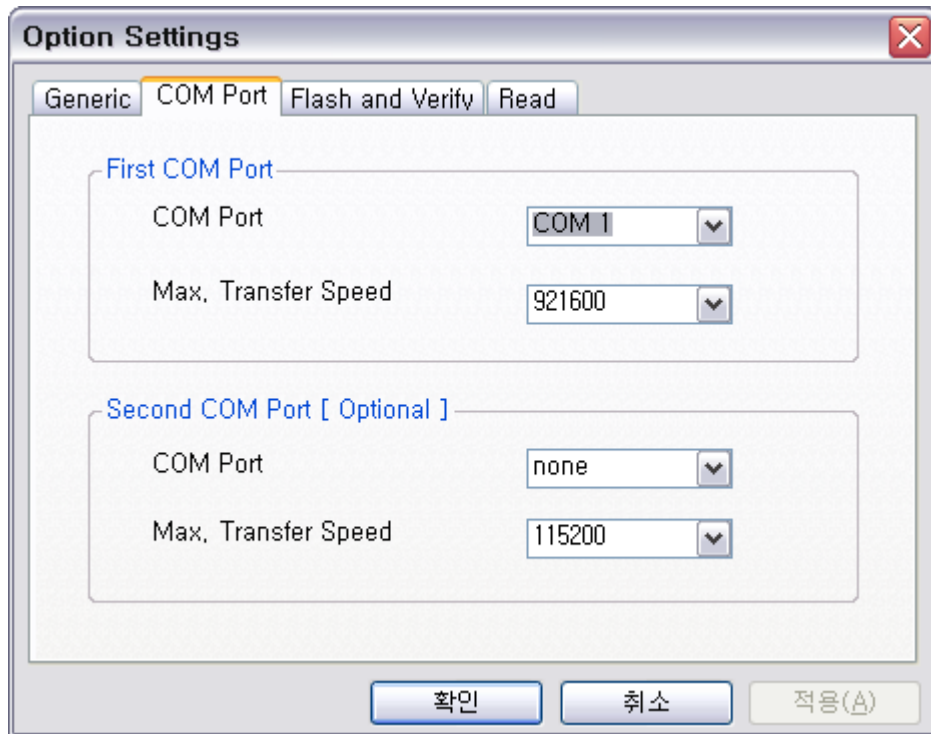 Option Settings
Generic COM Port Flash and Verify Read
First COM Port
COM Port COM 1
Max, Transfer Speed 921600
Second COM Port [ Optional ]
COM Port none
Max, Transfer Speed 115200
확인 취소 적용(A)